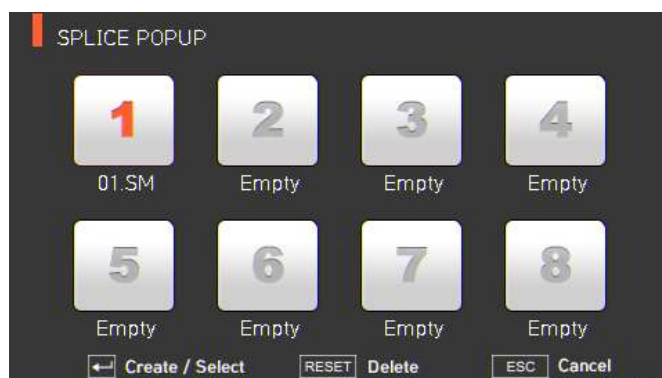 SPLICE POPUP
1 2 3 4
01.SM Empty Empty Empty
5 6 7 8
Empty Empty Empty Empty
Create / Select RESET Delete ESC Cancel